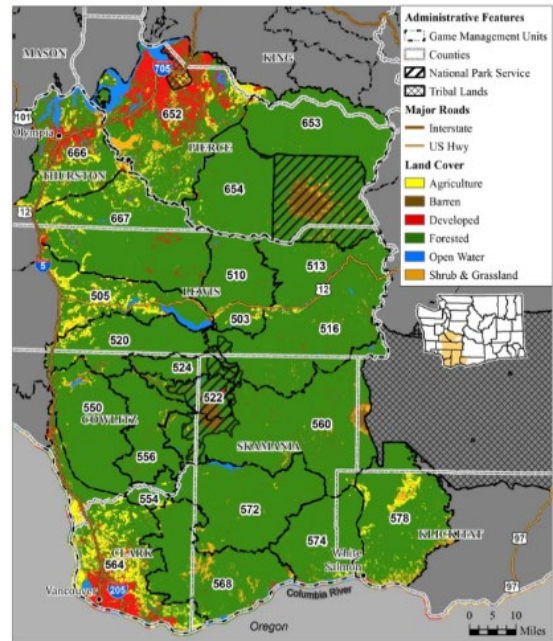 Administrative Features
Game Management Units
Counties
National Park Service
Tribal Lands
Major Roads
Interstate
US Hwy
Land Cover
Agriculture
Barren
Developed
Forested
Open Water
Shrub & Grassland
MASON
KING
705
652
653
101
Olympia
666
PIERCE
THURSTON
654
12
667
5
510
513
LEWIS
12
505
503
516
520
524
522
550
560
COWLITZ
SKAMANIA
556
554
572
578
574
KLICKITAT
CLARK
564
White
Salmon
97
568
Vancouver
205
Columbia River
97
Oregon
0 5 10
Miles